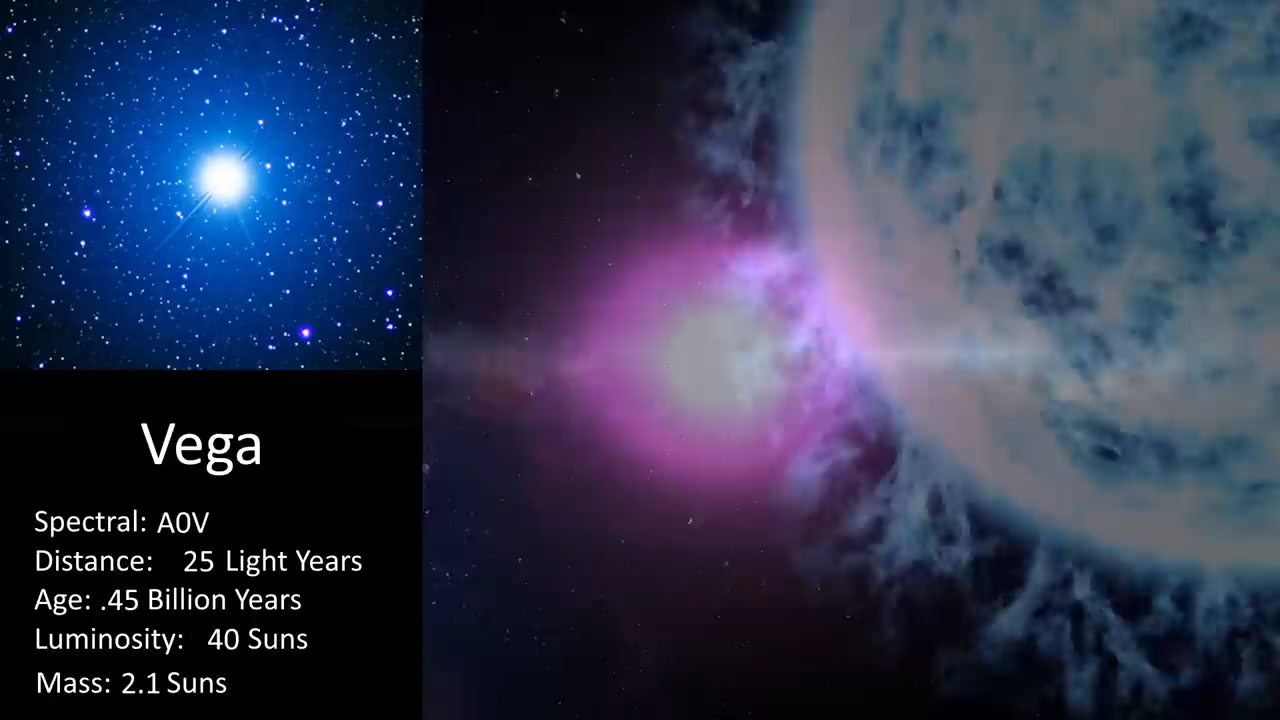 Vega
Spectral: A0V
Distance: 25 Light Years
Age: .45 Billion Years
Luminosity: 40 Suns
Mass: 2.1 Suns